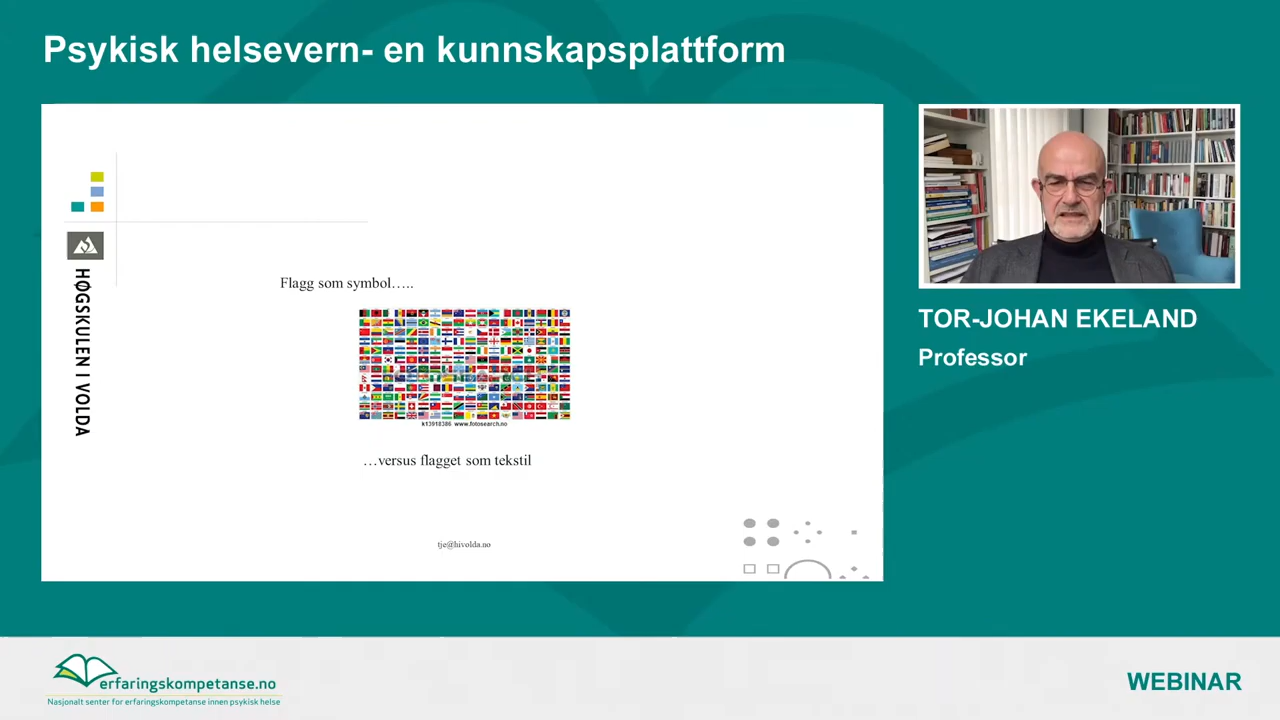 Psykisk helsevern- en kunnskapsplattform
HØGSKULEN I VOLDA
Flagg som symbol…..
k13918386 www.fotosearch.no
…versus flagget som tekstil
tje@hivolda.no
TOR-JOHAN EKELAND
Professor
erfaringskompetanse.no
Nasjonalt senter for erfaringskompetanse innen psykisk helse
WEBINAR